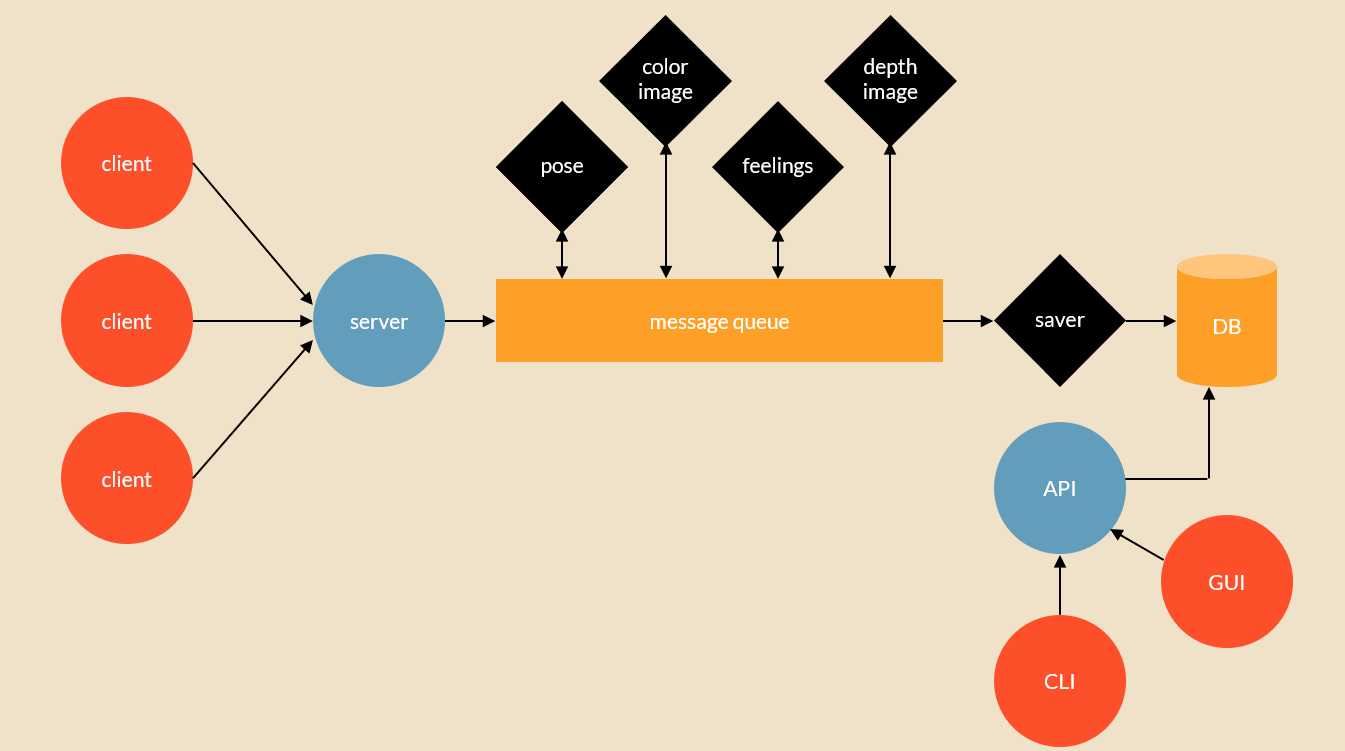 color
image
depth
image
client
pose
feelings
client
server
message queue
saver
DB
client
API
GUI
CLI